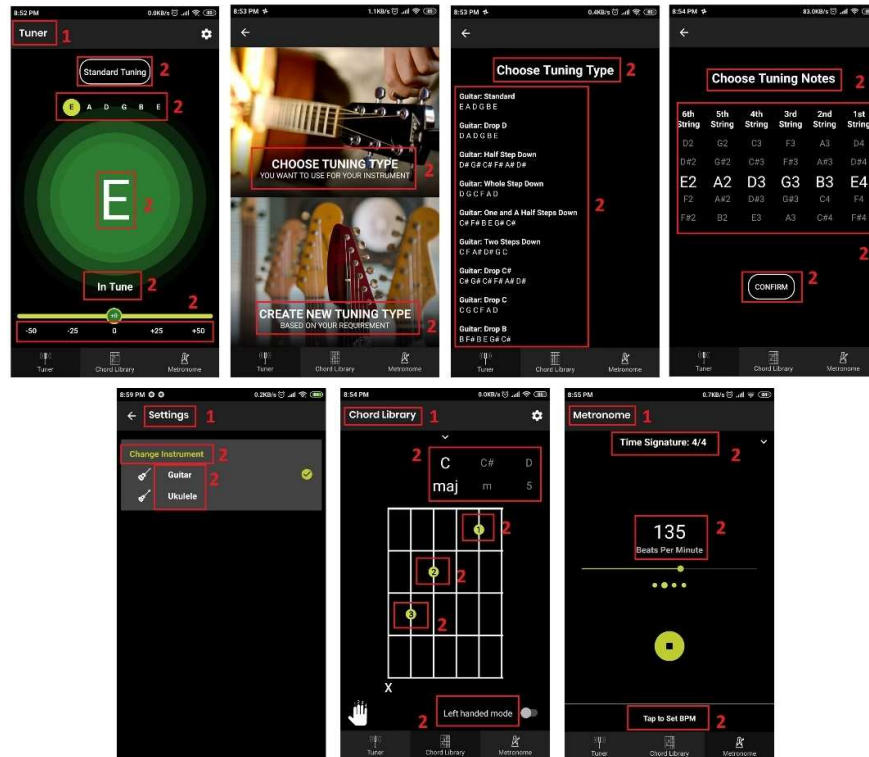 8:52 PM 0.0KB/s 85
Tuner 1
Standard Tuning 2
E A D G B E 2
E 2
In Tune 2
2
+0
-50 -25 0 +25 +50
Tuner Chord Library Metronome
8:53 PM 1.1KB/s 85
CHOOSE TUNING TYPE
YOU WANT TO USE FOR YOUR INSTRUMENT 2
CREATE NEW TUNING TYPE
BASED ON YOUR REQUIREMENT 2
Tuner Chord Library Metronome
8:53 PM 0.4KB/s
Choose Tuning Type 2
Guitar: Standard
E A D G B E
Guitar: Drop D
D A D G B E
Guitar: Half Step Down
D# G# C# F# A# D#
Guitar: Whole Step Down
D G C F A D
2
Guitar: One and A Half Steps Down
C# F# B E G# C#
Guitar: Two Steps Down
C F A# D# G C
Guitar: Drop C#
C# G# C# F# A# D#
Guitar: Drop C
C G C F A D
Guitar: Drop B
B F# B E G# C#
Tuner Chord Library Metronome
8:54 PM 83.0KB/s
Choose Tuning Notes 2
6th 5th 4th 3rd 2nd 1st
String String String String String String
D2 G2 C3 F3 A3 D4
D#2 G#2 C#3 F#3 A#3 D#4
E2 A2 D3 G3 B3 E4
F2 A#2 D#3 G#3 C4 F4
F#2 B2 E3 A3 C#4 F#4
2
CONFIRM 2
Tuner Chord Library Metronome
8:59 PM 0.2KB/s
Settings 1
Change Instrument 2
Guitar 2
Ukulele
8:54 PM 0.0KB/s
Chord Library 1
2 C C# D
maj m 5
1 2
2 2
3 2
X
2 Left handed mode
Tuner Chord Library Metronome
8:55 PM 0.7KB/s
Metronome 1
Time Signature: 4/4 2
135 2
Beats Per Minute
Tap to Set BPM 2
Tuner Chord Library Metronome